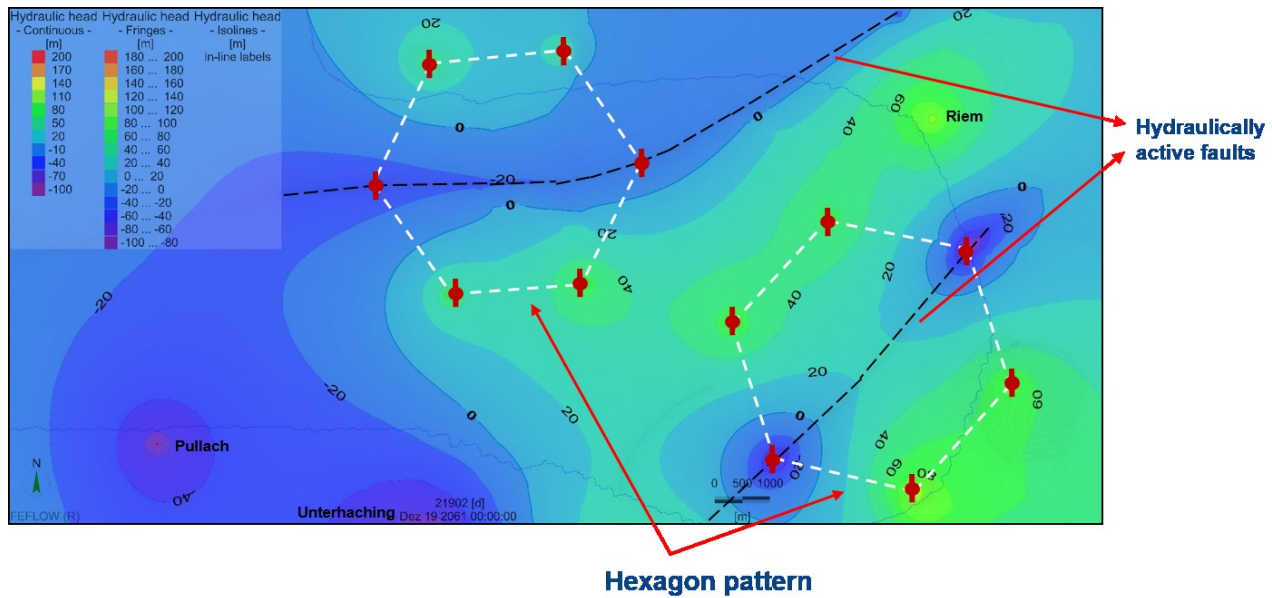 Hydraulic head Hydraulic head Hydraulic head
- Continuous - - Fringes - - Isolines -
[m] [m] [m]
200 180 ... 200 In-line labels
170 160 ... 180
140 140 ... 160
110 120 ... 140
80 100 ... 120
50 80 ... 100
20 60 ... 80
-10 40 ... 60
-40 20 ... 40
-70 0 ... 20
-100 -20 ... 0
-40 ... -20
-60 ... -40
-80 ... -60
-100 ... -80
20
20
60
Riem
0
0
40
Hydraulically
active faults
-20
0
0
-20
20
20
40
40
-20
-20
20
0
20
0
60
40
60
80
Pullach
-40
N
0 500 1000
[m]
21902 [d]
Unterhaching Dez 19 2061 00:00:00
FEFLOW (R)
Hexagon pattern